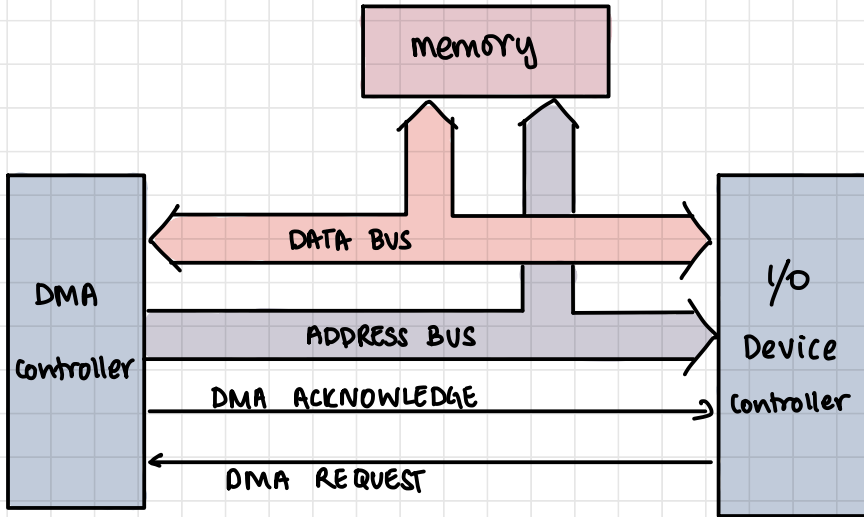 memory
DATA BUS
DMA
controller
ADDRESS BUS
DMA ACKNOWLEDGE
DMA REQUEST
I/O
Device
controller